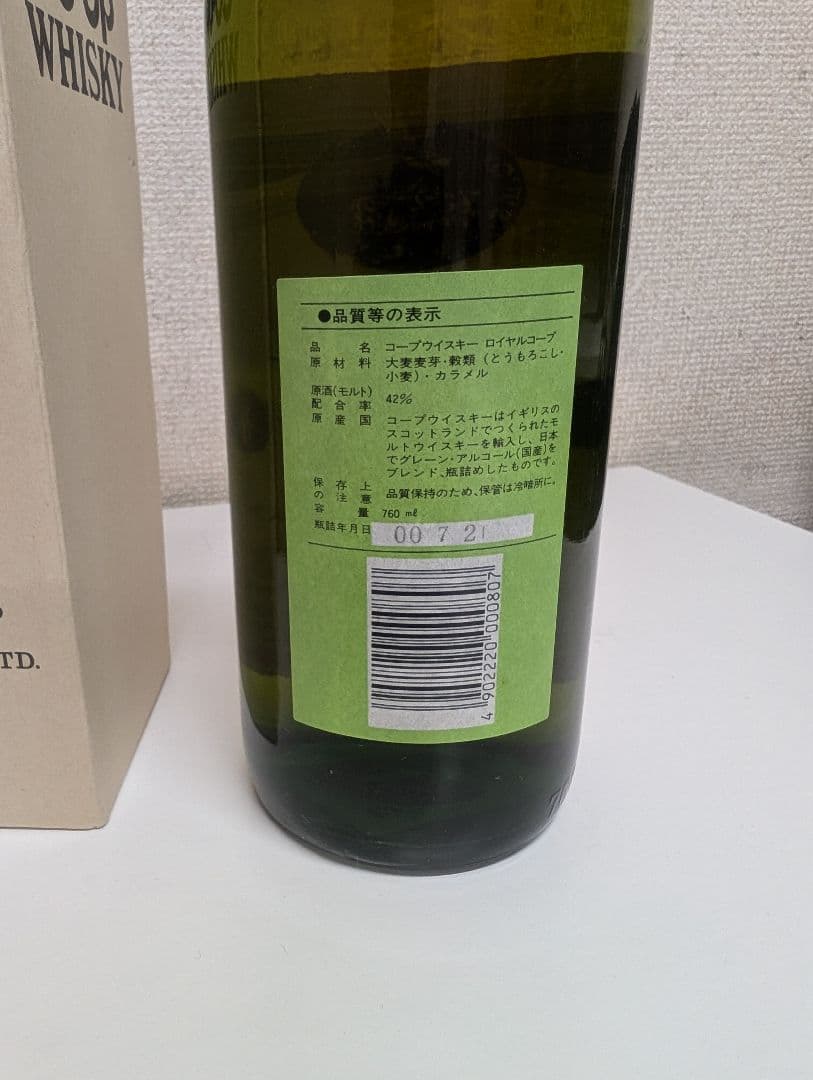 WHISKY
TD.
●品質等の表示
品名 コープウイスキー ロイヤルコープ
原材料 大麦麦芽・穀類(とうもろこし・
小麦)・カラメル
原酒(モルト)
配合率 42%
原産国 コープウイスキーはイギリスの
スコットランドでつくられたモ
ルトウイスキーを輸入し、日本
でグレーン・アルコール(国産)を
ブレンド、瓶詰めしたものです。
保存上
の注意 品質保持のため、保管は冷暗所に。
容量 760 ml
瓶詰年月日 00 7 21
4 902220 000807